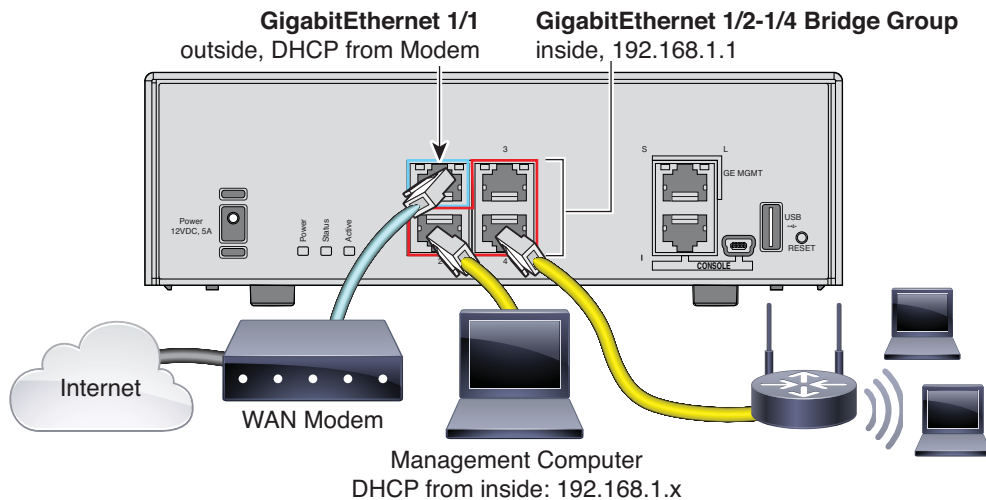 GigabitEthernet 1/1
outside, DHCP from Modem
GigabitEthernet 1/2-1/4 Bridge Group
inside, 192.168.1.1
3
S
L
GE MGMT
Power
12VDC, 5A
Power
Status
Active
USB
RESET
2
4
I
CONSOLE
Internet
WAN Modem
Management Computer
DHCP from inside: 192.168.1.x